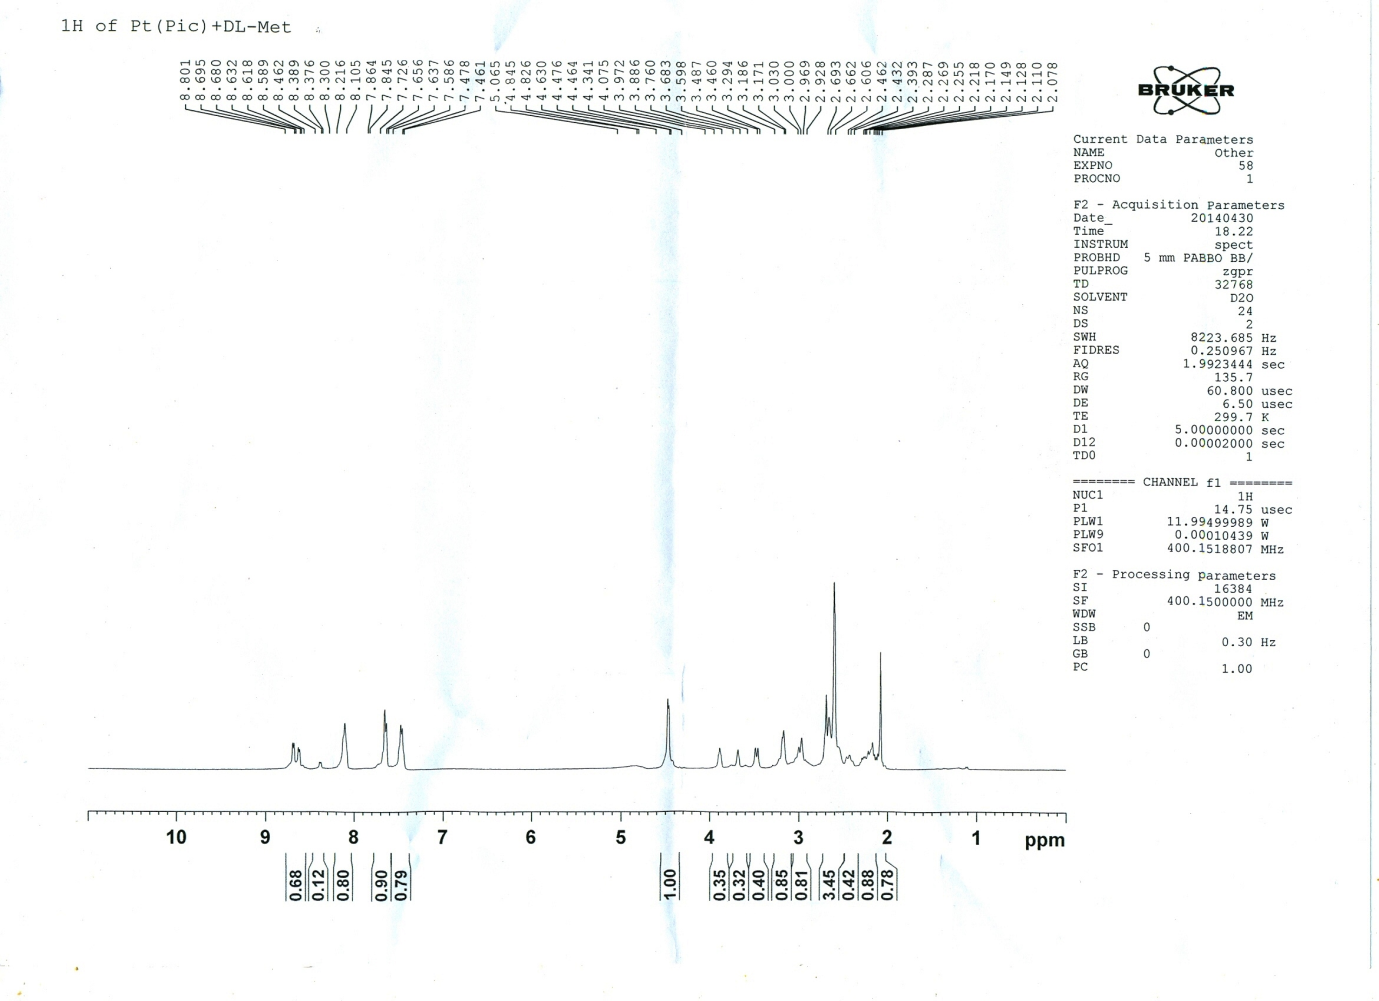 1H of Pt(Pic)+DL-Met
8.801
8.695
8.680
8.632
8.618
8.589
8.462
8.389
8.376
8.300
8.216
8.105
7.864
7.845
7.726
7.656
7.637
7.586
7.478
7.461
5.065
4.845
4.826
4.630
4.476
4.464
4.341
4.075
3.972
3.886
3.760
3.683
3.598
3.487
3.460
3.294
3.186
3.171
3.030
3.000
2.969
2.928
2.693
2.662
2.606
2.462
2.432
2.393
2.287
2.269
2.255
2.218
2.170
2.149
2.128
2.110
2.078
BRUKER
Current Data Parameters
NAME Other
EXPNO 58
PROCNO 1
F2 - Acquisition Parameters
Date_ 20140430
Time 18.22
INSTRUM spect
PROBHD 5 mm PABBO BB/
PULPROG zgpr
TD 32768
SOLVENT D2O
NS 24
DS 2
SWH 8223.685 Hz
FIDRES 0.250967 Hz
AQ 1.9923444 sec
RG 135.7
DW 60.800 usec
DE 6.50 usec
TE 299.7 K
D1 5.00000000 sec
D12 0.00002000 sec
TD0 1
======== CHANNEL f1 ========
NUC1 1H
P1 14.75 usec
PLW1 11.99499989 W
PLW9 0.00010439 W
SFO1 400.1518807 MHz
F2 - Processing parameters
SI 16384
SF 400.1500000 MHz
WDW EM
SSB 0
LB 0.30 Hz
GB 0
PC 1.00
10 9 8 7 6 5 4 3 2 1 ppm
0.68
0.12
0.80
0.90
0.79
1.00
0.35
0.32
0.40
0.85
0.81
3.45
0.42
0.88
0.78